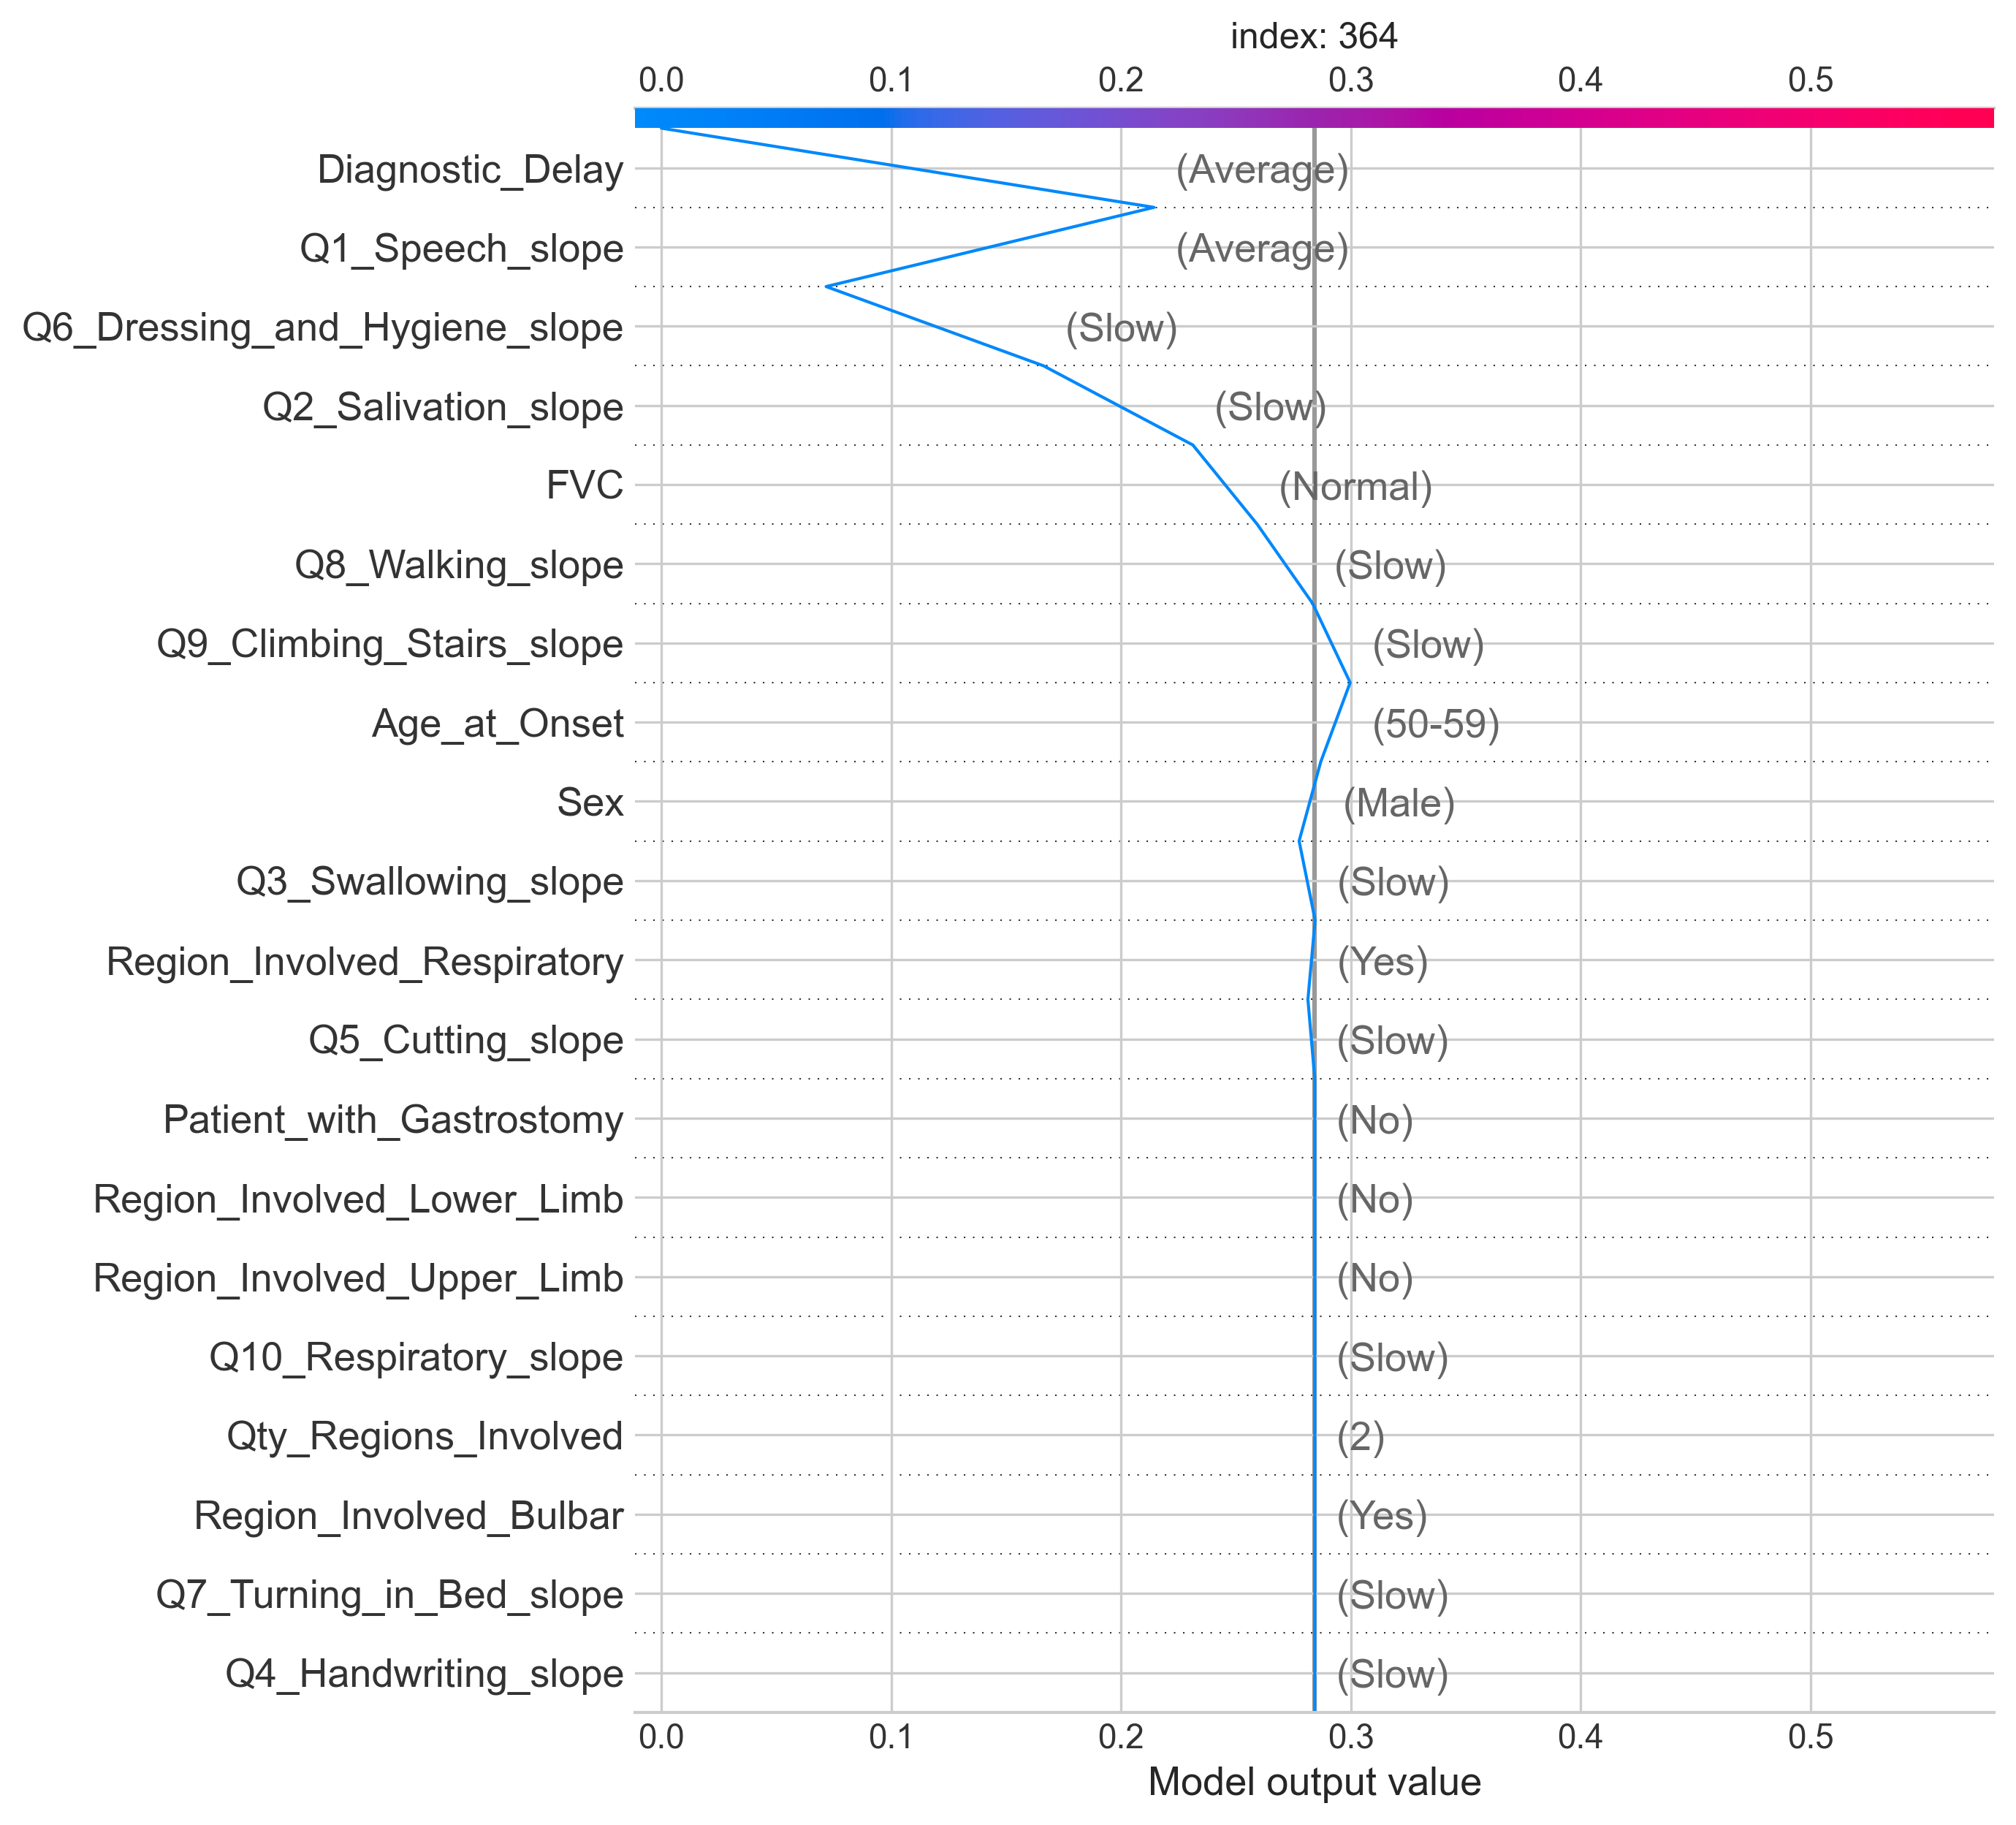 index: 364
0.0 0.1 0.2 0.3 0.4 0.5
Diagnostic_Delay (Average)
Q1_Speech_slope (Average)
Q6_Dressing_and_Hygiene_slope (Slow)
Q2_Salivation_slope (Slow)
FVC (Normal)
Q8_Walking_slope (Slow)
Q9_Climbing_Stairs_slope (Slow)
Age_at_Onset (50-59)
Sex (Male)
Q3_Swallowing_slope (Slow)
Region_Involved_Respiratory (Yes)
Q5_Cutting_slope (Slow)
Patient_with_Gastrostomy (No)
Region_Involved_Lower_Limb (No)
Region_Involved_Upper_Limb (No)
Q10_Respiratory_slope (Slow)
Qty_Regions_Involved (2)
Region_Involved_Bulbar (Yes)
Q7_Turning_in_Bed_slope (Slow)
Q4_Handwriting_slope (Slow)
0.0 0.1 0.2 0.3 0.4 0.5
Model output value